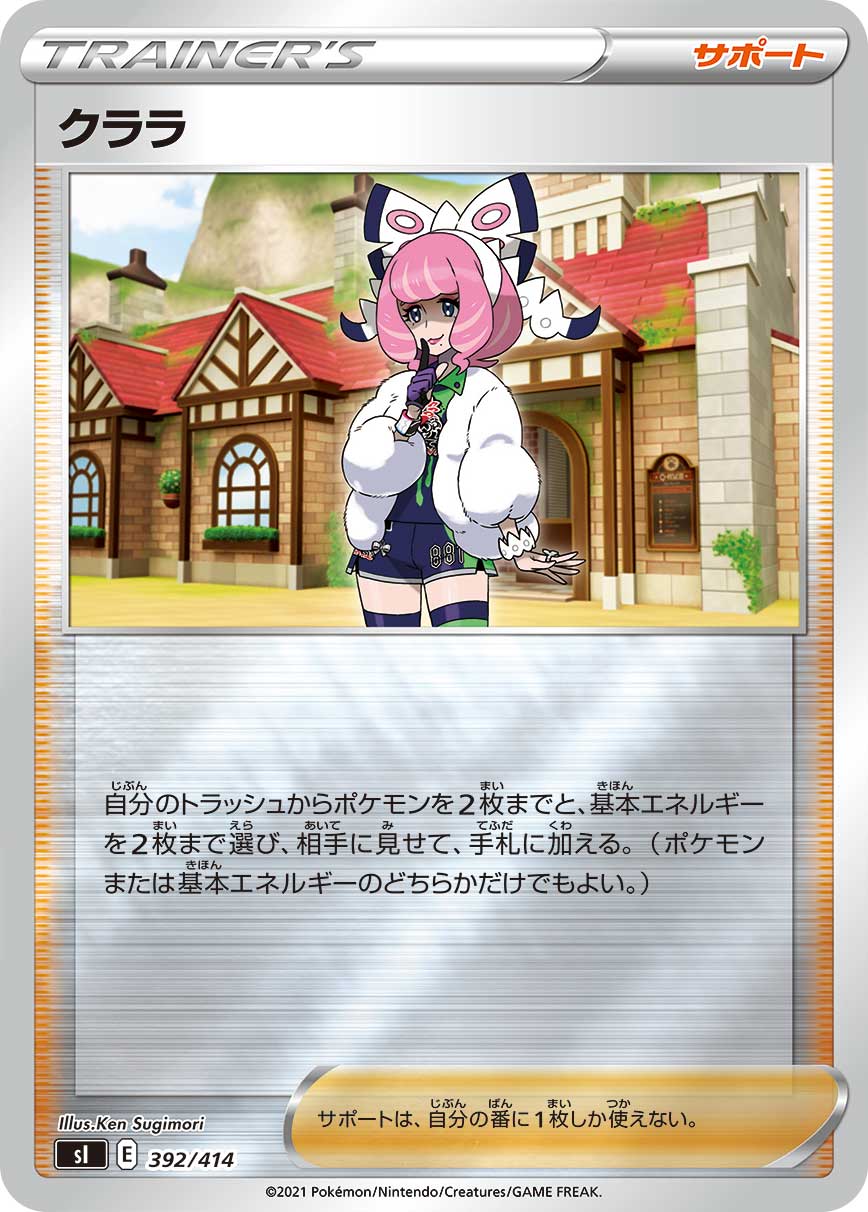 TRAINER'S
サポート
クララ
891
自分のトラッシュからポケモンを2枚までと、基本エネルギー
を2枚まで選び、相手に見せて、手札に加える。（ポケモン
または基本エネルギーのどちらかだけでもよい。）
サポートは、自分の番に1枚しか使えない。
Illus.Ken Sugimori
sI E 392/414
©2021 Pokémon/Nintendo/Creatures/GAME FREAK.